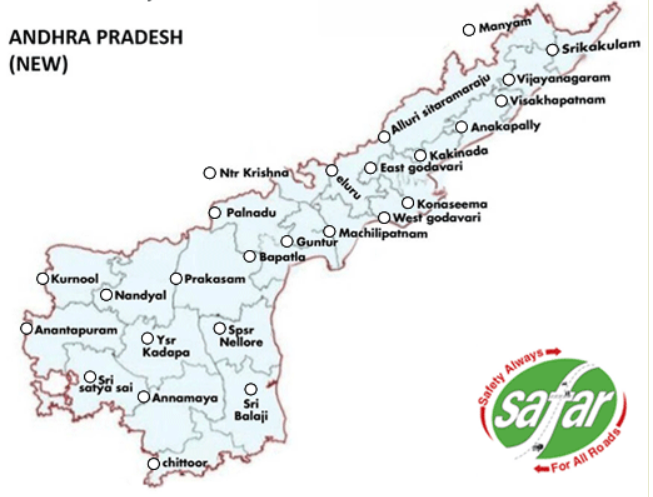 ANDHRA PRADESH
(NEW)
Manyam
Srikakulam
Vijayanagaram
Visakhapatnam
Alluri sitaramaraju
Anakapally
Kakinada
East godavari
Ntr Krishna
eluru
Konaseema
West godavari
Palnadu
Machilipatnam
Guntur
Bapatla
Kurnool
Prakasam
Nandyal
Anantapuram
Ysr
Kadapa
Spsr
Nellore
Sri
satya sai
Annamaya
Sri
Balaji
chittoor
Safety Always
safar
For All Roads